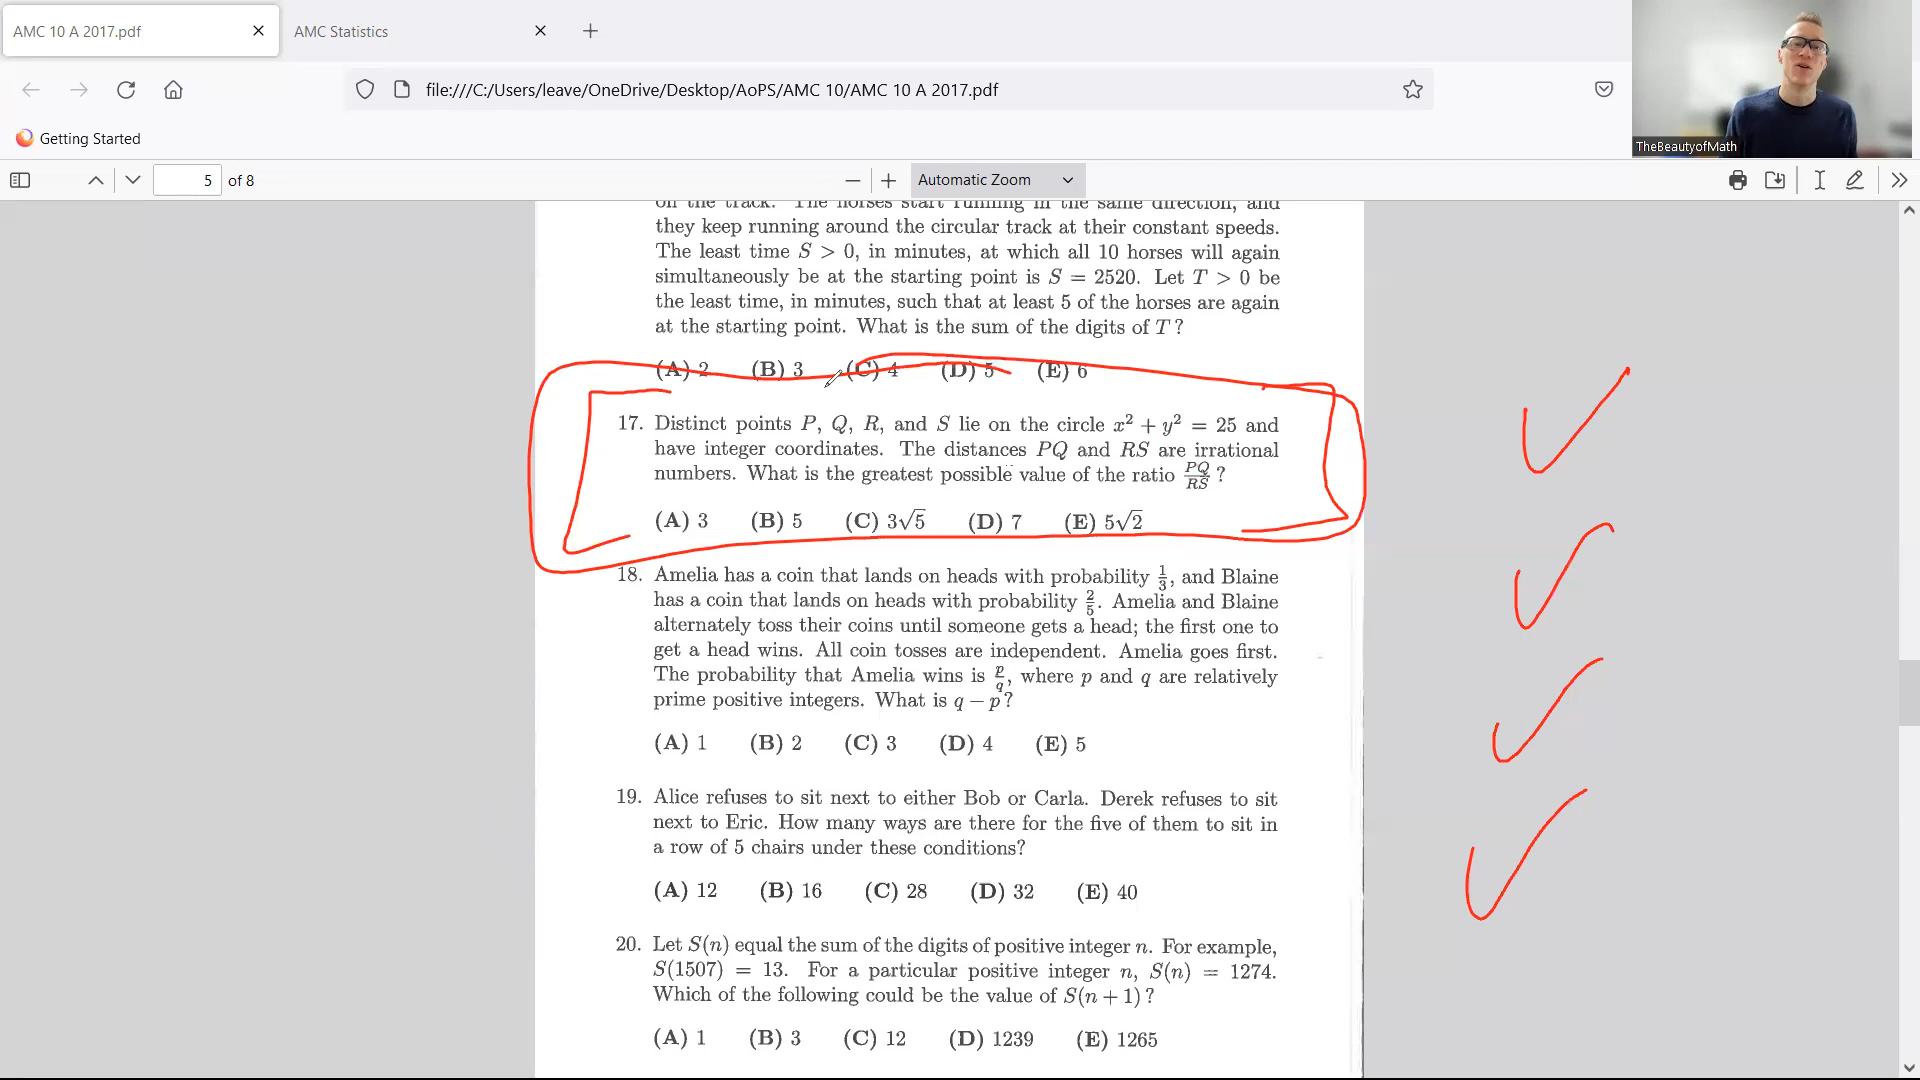 AMC 10 A 2017.pdf
AMC Statistics
file:///C:/Users/leave/OneDrive/Desktop/AoPS/AMC 10/AMC 10 A 2017.pdf
Getting Started
TheBeautyofMath
5 of 8
Automatic Zoom
on the track. The horses start running in the same direction, and
they keep running around the circular track at their constant speeds.
The least time S > 0, in minutes, at which all 10 horses will again
simultaneously be at the starting point is S = 2520. Let T > 0 be
the least time, in minutes, such that at least 5 of the horses are again
at the starting point. What is the sum of the digits of T?
(A) 2 (B) 3 (C) 4 (D) 5 (E) 6
17. Distinct points P, Q, R, and S lie on the circle x² + y² = 25 and
have integer coordinates. The distances PQ and RS are irrational
numbers. What is the greatest possible value of the ratio PQ/RS?
(A) 3 (B) 5 (C) 3√5 (D) 7 (E) 5√2
18. Amelia has a coin that lands on heads with probability 1/3, and Blaine
has a coin that lands on heads with probability 2/5. Amelia and Blaine
alternately toss their coins until someone gets a head; the first one to
get a head wins. All coin tosses are independent. Amelia goes first.
The probability that Amelia wins is p/q, where p and q are relatively
prime positive integers. What is q − p?
(A) 1 (B) 2 (C) 3 (D) 4 (E) 5
19. Alice refuses to sit next to either Bob or Carla. Derek refuses to sit
next to Eric. How many ways are there for the five of them to sit in
a row of 5 chairs under these conditions?
(A) 12 (B) 16 (C) 28 (D) 32 (E) 40
20. Let S(n) equal the sum of the digits of positive integer n. For example,
S(1507) = 13. For a particular positive integer n, S(n) = 1274.
Which of the following could be the value of S(n + 1)?
(A) 1 (B) 3 (C) 12 (D) 1239 (E) 1265